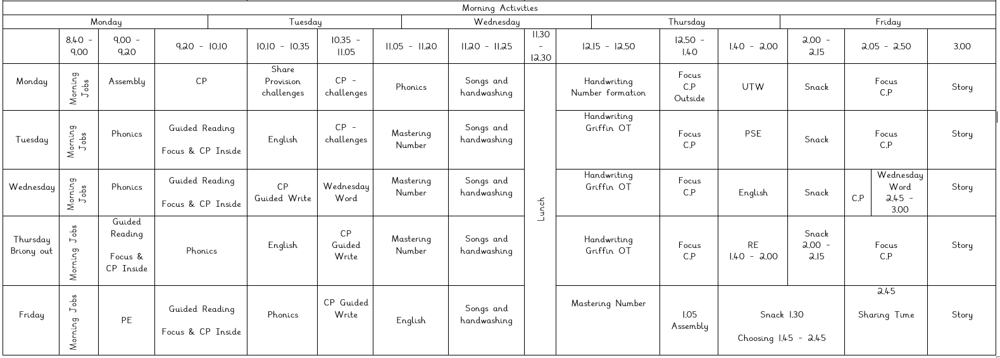 Morning Activities
Monday Tuesday Wednesday Thursday Friday
8.40 -
9.00
9.00 -
9.20
9.20 - 10.10
10.10 - 10.35
10.35 -
11.05
11.05 - 11.20
11.20 - 11.25
11.30
-
12.30
12.15 - 12.50
12.50 -
1.40
1.40 - 2.00
2.00 -
2.15
2.05 - 2.50
3.00
Monday
Morning
Jobs
Assembly
CP
Share
Provision
challenges
CP -
challenges
Phonics
Songs and
handwashing
Lunch
Handwriting
Number formation
Focus
C.P
Outside
UTW
Snack
Focus
C.P
Story
Tuesday
Morning
Jobs
Phonics
Guided Reading
Focus & CP Inside
English
CP -
challenges
Mastering
Number
Songs and
handwashing
Handwriting
Griffin OT
Focus
C.P
PSE
Snack
Focus
C.P
Story
Wednesday
Morning
Jobs
Phonics
Guided Reading
Focus & CP Inside
CP
Guided Write
Wednesday
Word
Mastering
Number
Songs and
handwashing
Handwriting
Griffin OT
Focus
C.P
English
Snack
C.P
Wednesday
Word
2.45 -
3.00
Story
Thursday
Briony out
Morning Jobs
Guided
Reading
Focus &
CP Inside
Phonics
English
CP
Guided
Write
Mastering
Number
Songs and
handwashing
Handwriting
Griffin OT
Focus
C.P
RE
1.40 - 2.00
Snack
2.00 -
2.15
Focus
C.P
Story
Friday
Morning Jobs
PE
Guided Reading
Focus & CP Inside
Phonics
CP Guided
Write
English
Songs and
handwashing
Mastering Number
1.05
Assembly
Snack 1.30
Choosing 1.45 - 2.45
2.45
Sharing Time
Story